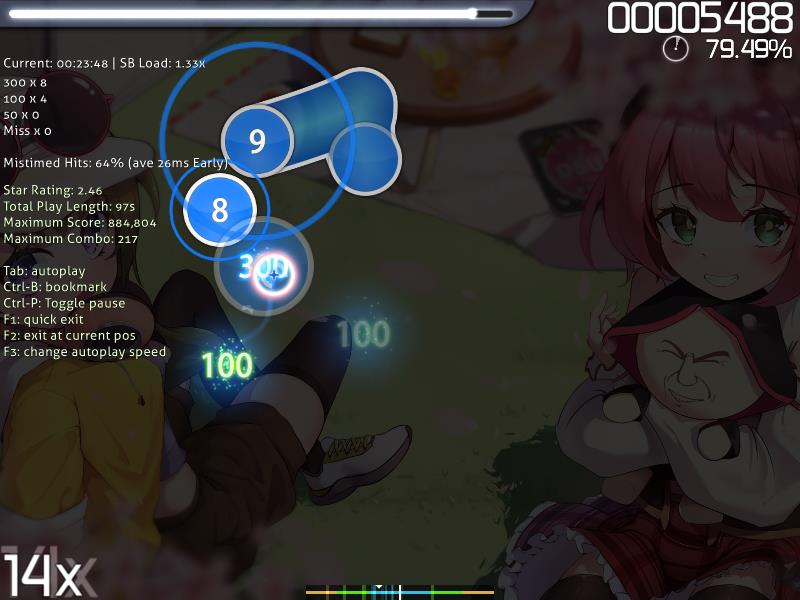 00005488
79.49%
Current: 00:23:48 | SB Load: 1.33x
300 x 8
100 x 4
50 x 0
Miss x 0
Mistimed Hits: 64% (ave 26ms Early)
Star Rating: 2.46
Total Play Length: 97s
Maximum Score: 884,804
Maximum Combo: 217
Tab: autoplay
Ctrl-B: bookmark
Ctrl-P: Toggle pause
F1: quick exit
F2: exit at current pos
F3: change autoplay speed
9
8
300
100
100
14x